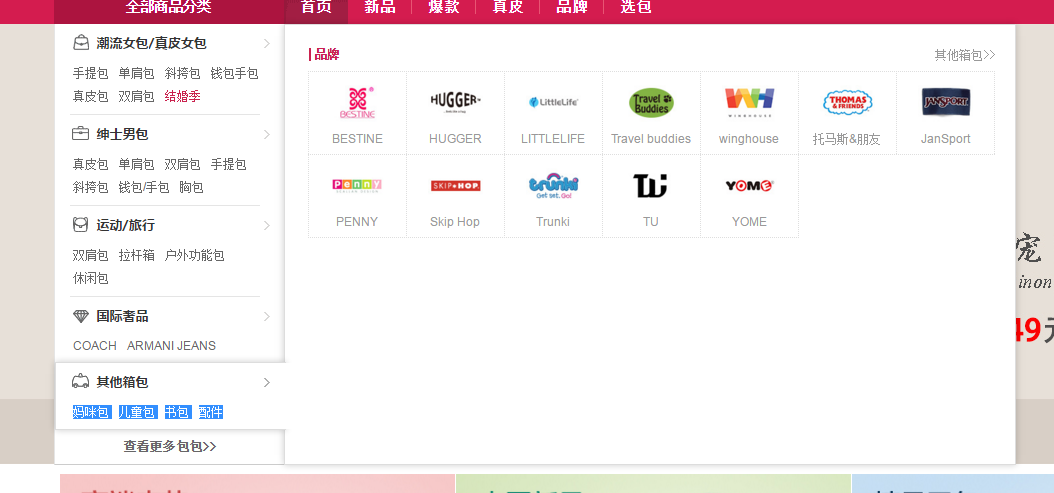 全部商品分类 首页 新品 爆款 真皮 品牌 选包
潮流女包/真皮女包
手提包 单肩包 斜挎包 钱包手包
真皮包 双肩包 结婚季
绅士男包
真皮包 单肩包 双肩包 手提包
斜挎包 钱包/手包 胸包
运动/旅行
双肩包 拉杆箱 户外功能包
休闲包
国际奢品
COACH ARMANI JEANS
其他箱包
妈咪包 儿童包 书包 配件
查看更多包包>>
品牌 其他箱包>>
BESTINE HUGGER LittleLife Travel Buddies WH WINGHOUSE THOMAS & FRIENDS JANSPORT
BESTINE HUGGER LITTLELIFE Travel buddies winghouse 托马斯&朋友 JanSport
Penny SKIP HOP trunki Get set, Go! TU YOME
PENNY Skip Hop Trunki TU YOME
宠
inon
49元